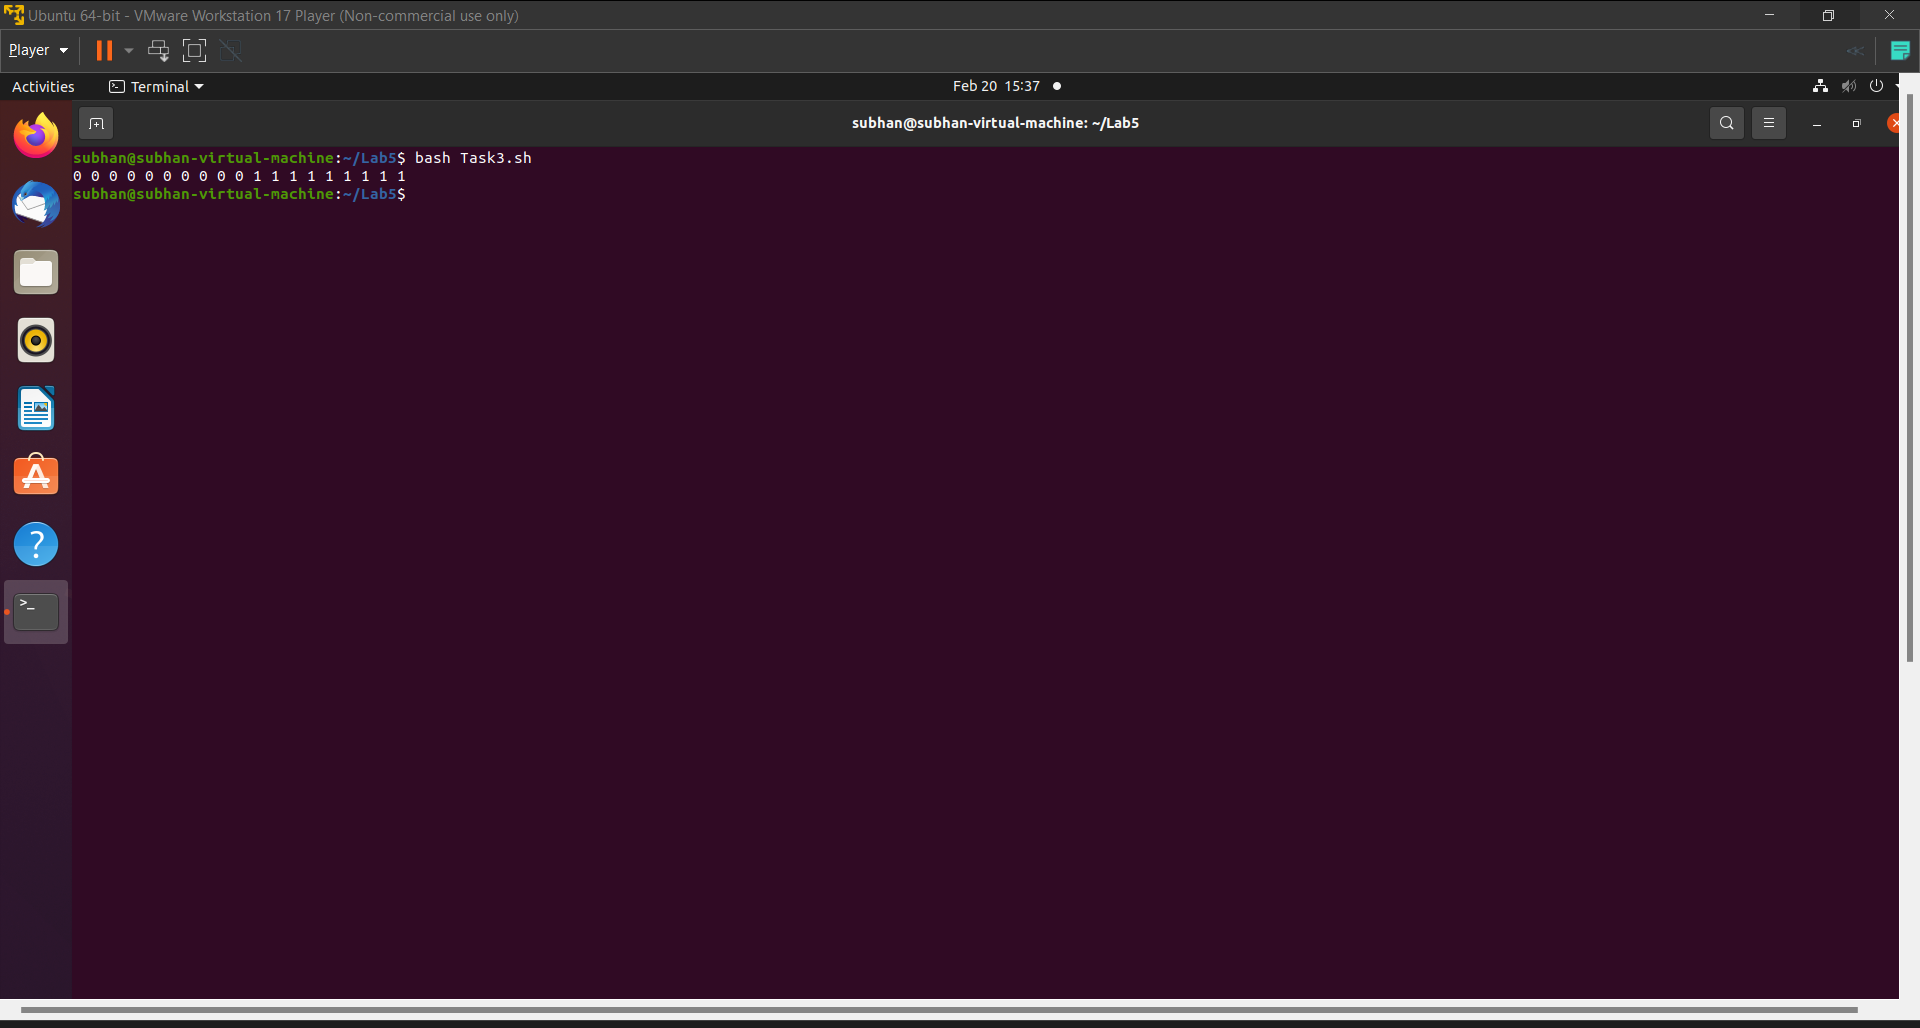 Ubuntu 64-bit - VMware Workstation 17 Player (Non-commercial use only)
Player
Activities
Terminal
Feb 20 15:37
subhan@subhan-virtual-machine: ~/Lab5
subhan@subhan-virtual-machine:~/Lab5$ bash Task3.sh
0 0 0 0 0 0 0 0 0 0 1 1 1 1 1 1 1 1 1
subhan@subhan-virtual-machine:~/Lab5$